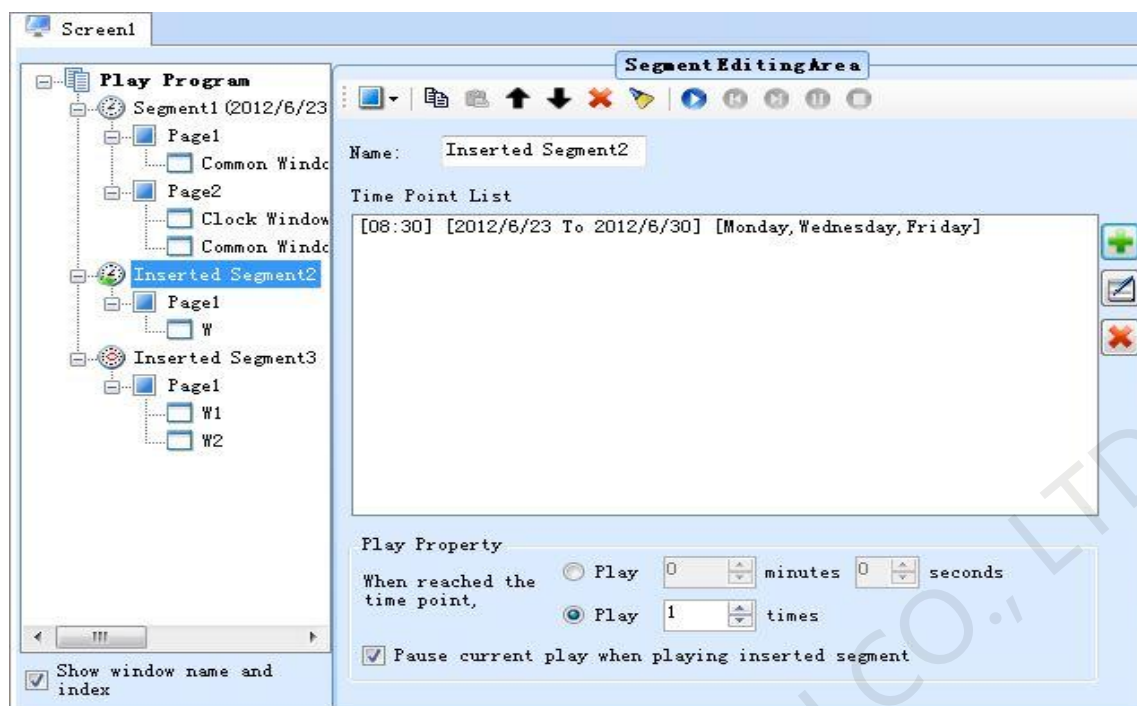 Screen1
Play Program
Segment1 (2012/6/23
Page1
Common Windo
Page2
Clock Window
Common Windo
Inserted Segment2
Page1
W
Inserted Segment3
Page1
W1
W2
Show window name and
index
Segment Editing Area
Name: Inserted Segment2
Time Point List
[08:30] [2012/6/23 To 2012/6/30] [Monday, Wednesday, Friday]
Play Property
When reached the
time point,
Play 0 minutes 0 seconds
Play 1 times
Pause current play when playing inserted segment
CO., LTD